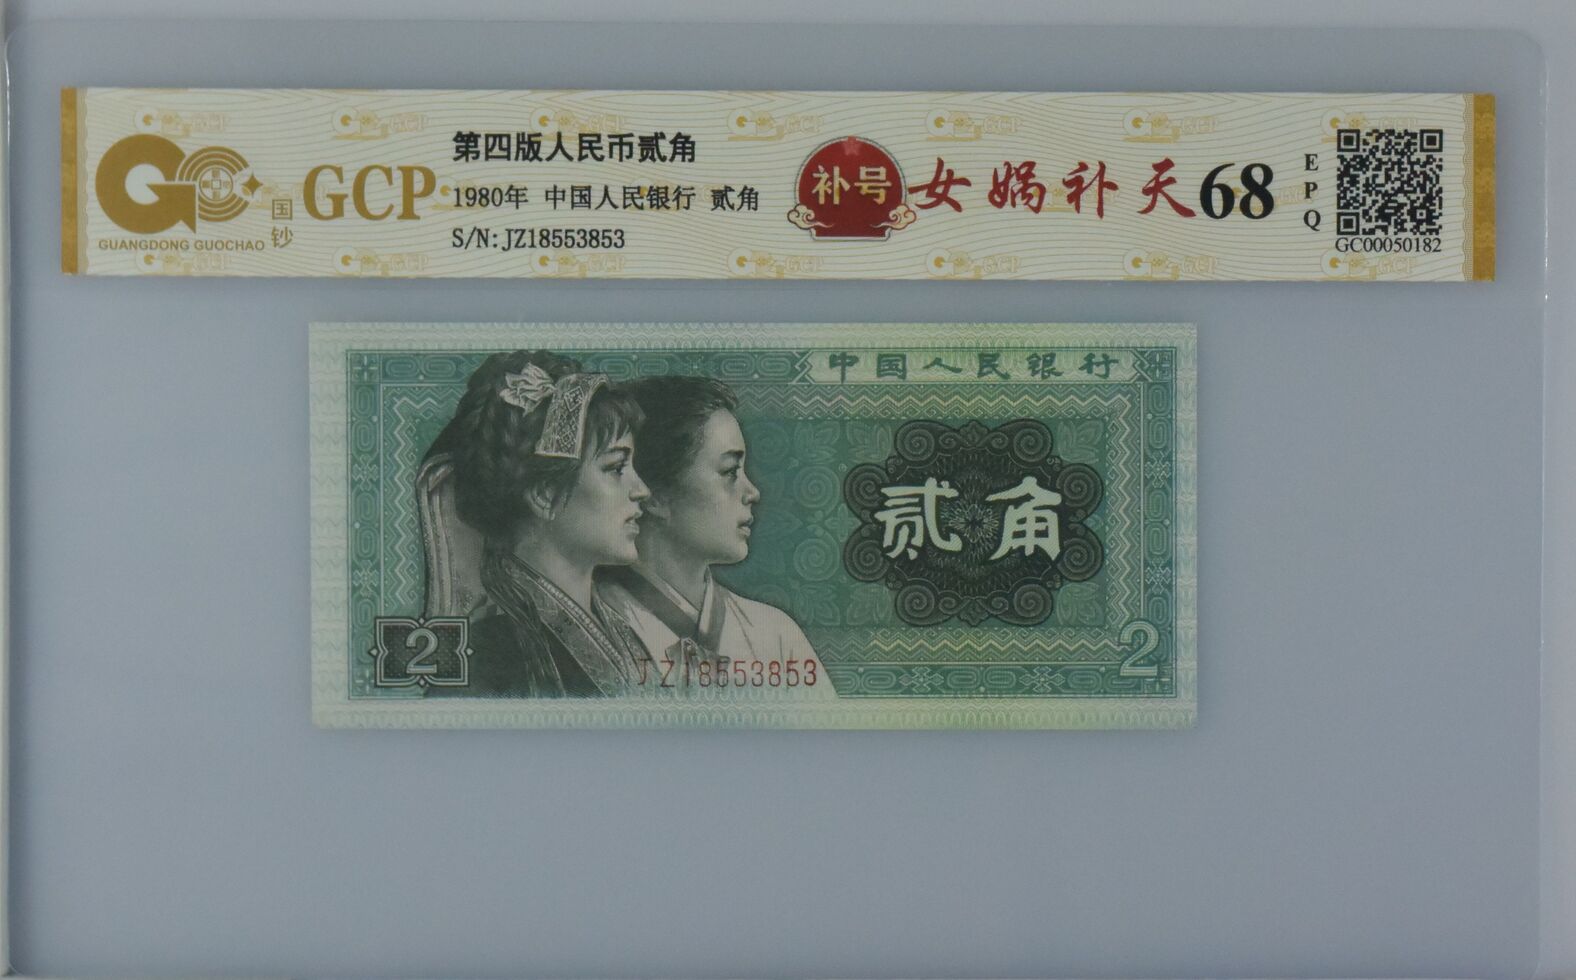 GUANGDONG GUOCHAO
国钞
GCP
第四版人民币贰角
1980年 中国人民银行 贰角
S/N: JZ18553853
补号
女娲补天
68
EPQ
GC00050182
中国人民银行
贰角
2
2
JZ18553853